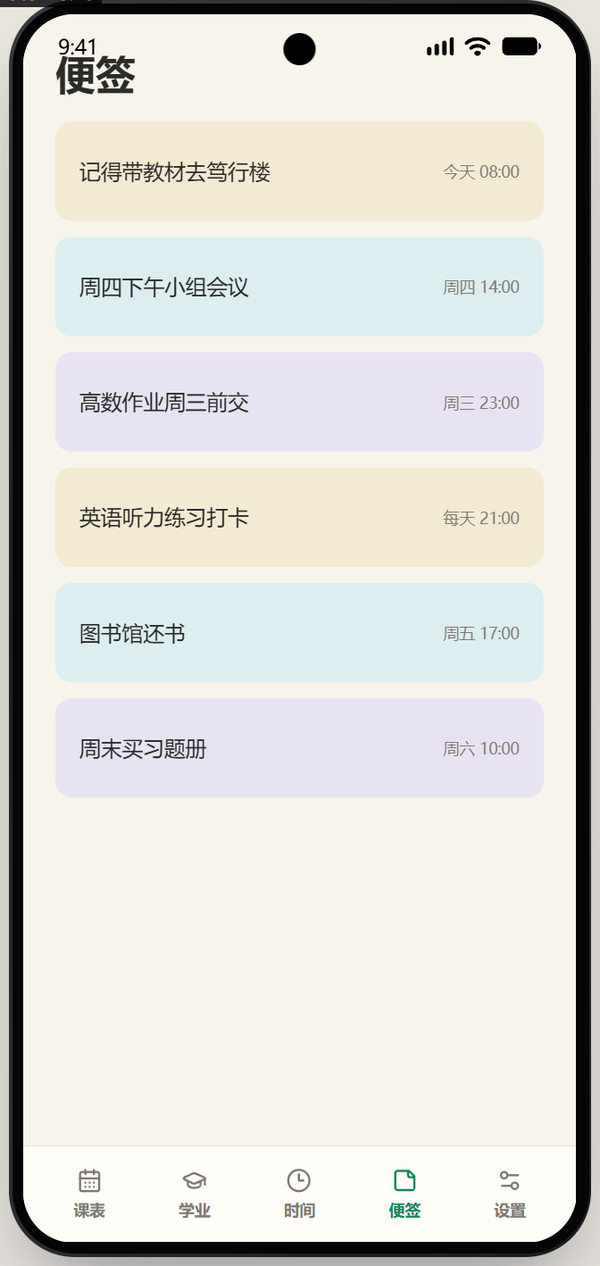 9:41
便签
记得带教材去笃行楼 今天 08:00
周四下午小组会议 周四 14:00
高数作业周三前交 周三 23:00
英语听力练习打卡 每天 21:00
图书馆还书 周五 17:00
周末买习题册 周六 10:00
课表 学业 时间 便签 设置